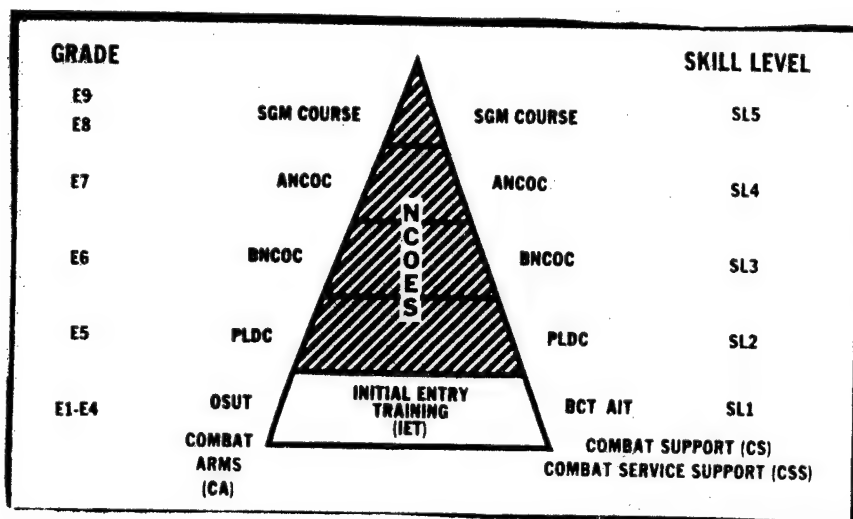 GRADE
SKILL LEVEL
E9
E8
SGM COURSE
SGM COURSE
SL5
E7
ANCOC
ANCOC
SL4
NCOES
E6
BNCOC
BNCOC
SL3
E5
PLDC
PLDC
SL2
E1-E4
OSUT
INITIAL ENTRY
TRAINING
(IET)
BCT AIT
SL1
COMBAT
ARMS
(CA)
COMBAT SUPPORT (CS)
COMBAT SERVICE SUPPORT (CSS)